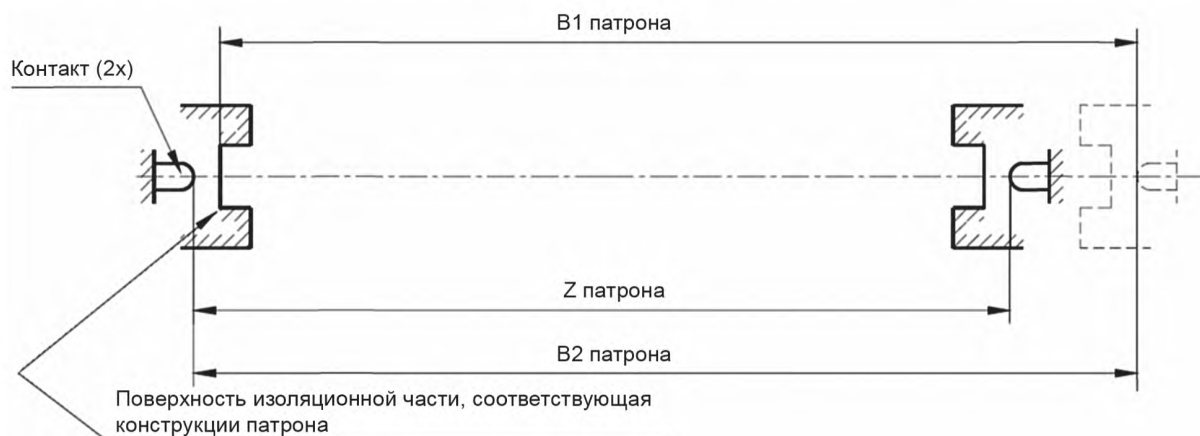 B1 патрона
Контакт (2x)
Z патрона
B2 патрона
Поверхность изоляционной части, соответствующая
конструкции патрона